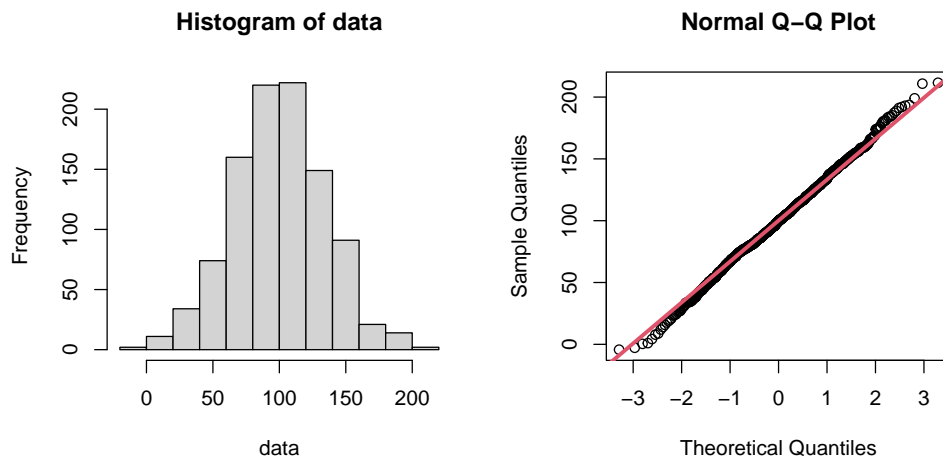 Histogram of data
Frequency
0
50
100
150
200
0 50 100 150 200
data
Normal Q−Q Plot
Sample Quantiles
0
50
100
150
200
−3 −2 −1 0 1 2 3
Theoretical Quantiles